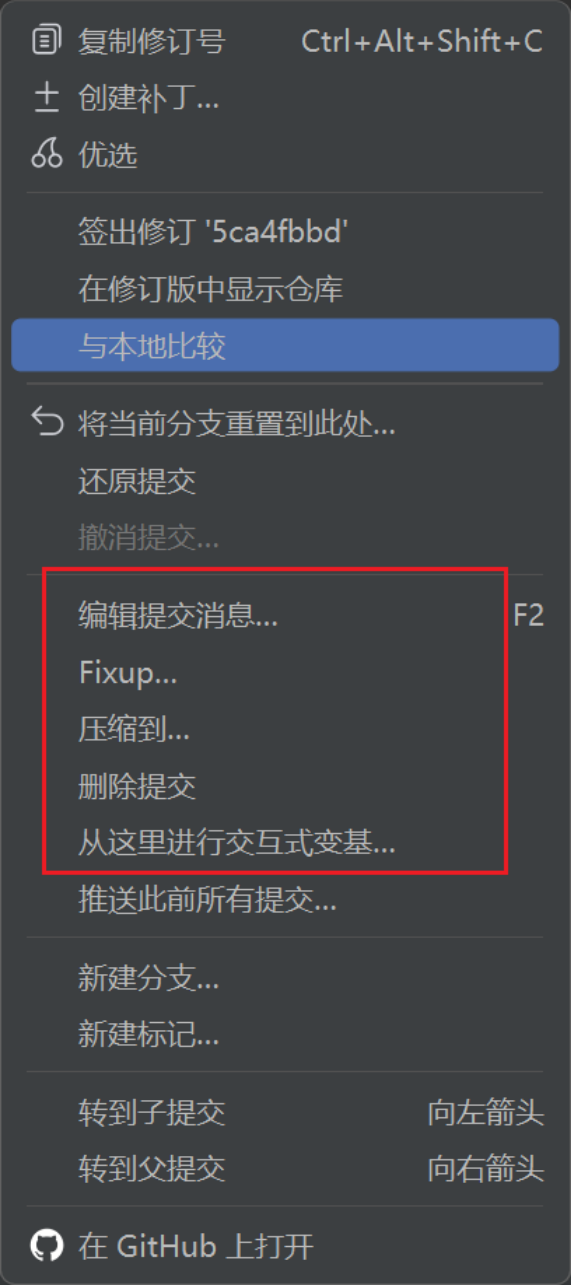 复制修订号 Ctrl+Alt+Shift+C
创建补丁...
优选
签出修订 '5ca4fbbd'
在修订版中显示仓库
与本地比较
将当前分支重置到此处...
还原提交
撤消提交...
编辑提交消息... F2
Fixup...
压缩到...
删除提交
从这里进行交互式变基...
推送此前所有提交...
新建分支...
新建标记...
转到子提交 向左箭头
转到父提交 向右箭头
在 GitHub 上打开